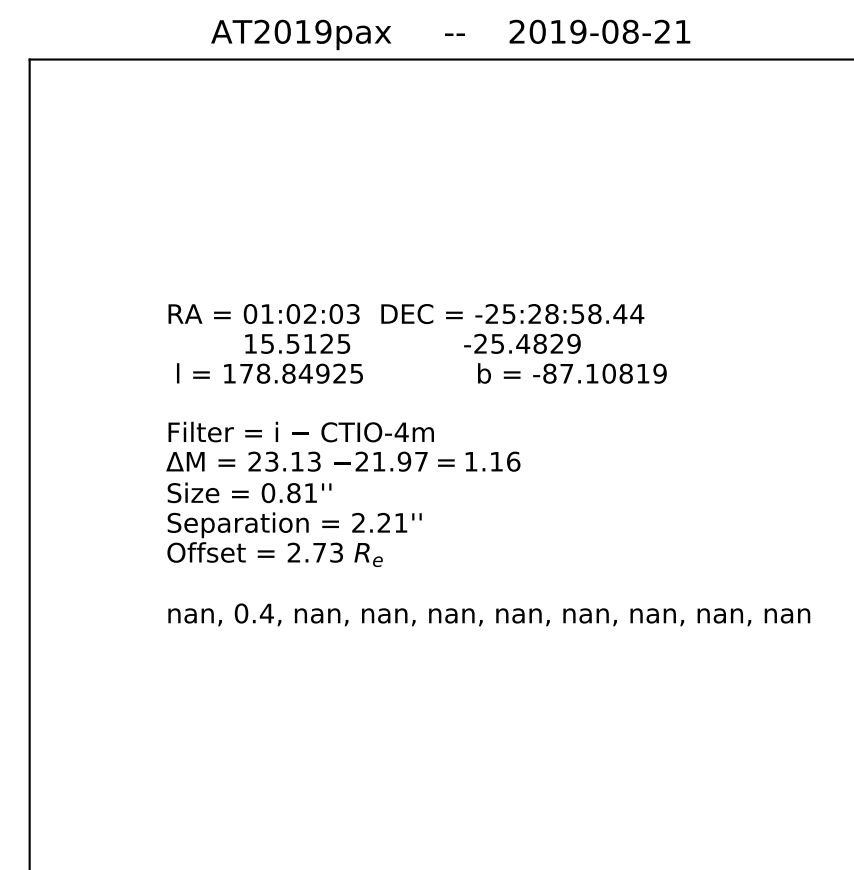 AT2019pax -- 2019-08-21
RA = 01:02:03 DEC = -25:28:58.44
15.5125 -25.4829
l = 178.84925 b = -87.10819
Filter = i − CTIO-4m
ΔM = 23.13 −21.97 = 1.16
Size = 0.81''
Separation = 2.21''
Offset = 2.73 Re
nan, 0.4, nan, nan, nan, nan, nan, nan, nan, nan